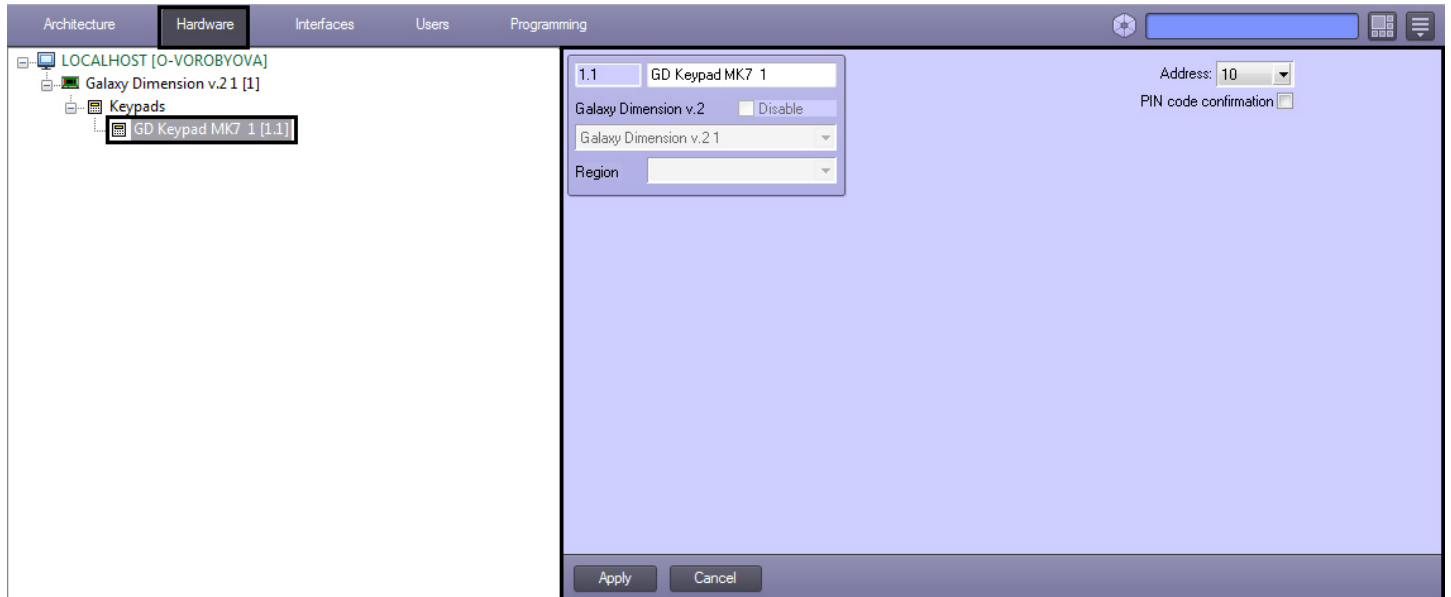 Architecture Hardware Interfaces Users Programming
LOCALHOST [O-VOROBYOVA]
Galaxy Dimension v.2 1 [1]
Keypads
GD Keypad MK7 1 [1.1]
1.1 GD Keypad MK7 1
Galaxy Dimension v.2 Disable
Galaxy Dimension v.2 1
Region
Address: 10
PIN code confirmation
Apply Cancel